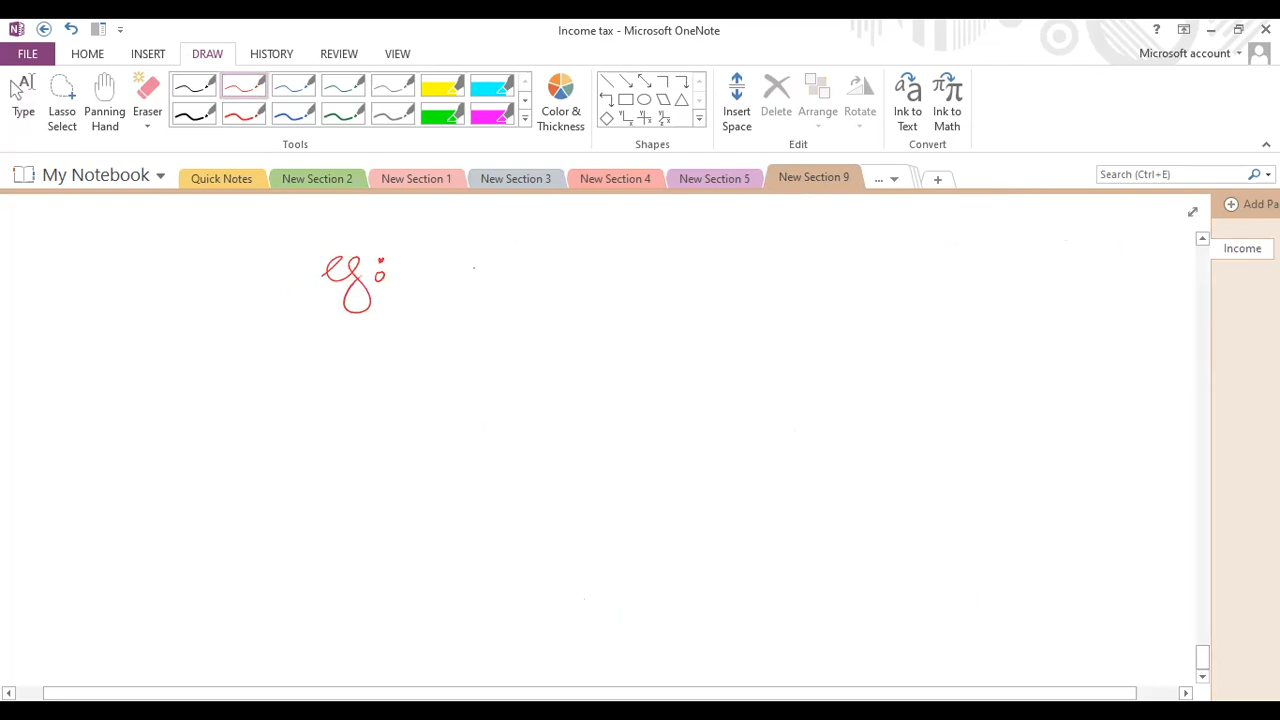 Income tax - Microsoft OneNote
?
FILE HOME INSERT DRAW HISTORY REVIEW VIEW
Microsoft account
Type
Lasso Select
Panning Hand
Eraser
Color & Thickness
Insert Space
Delete
Arrange
Rotate
Ink to Text
Ink to Math
Tools Shapes Edit Convert
My Notebook Quick Notes New Section 2 New Section 1 New Section 3 New Section 4 New Section 5 New Section 9 ... Search (Ctrl+E)
Add Pa
Income
eg: